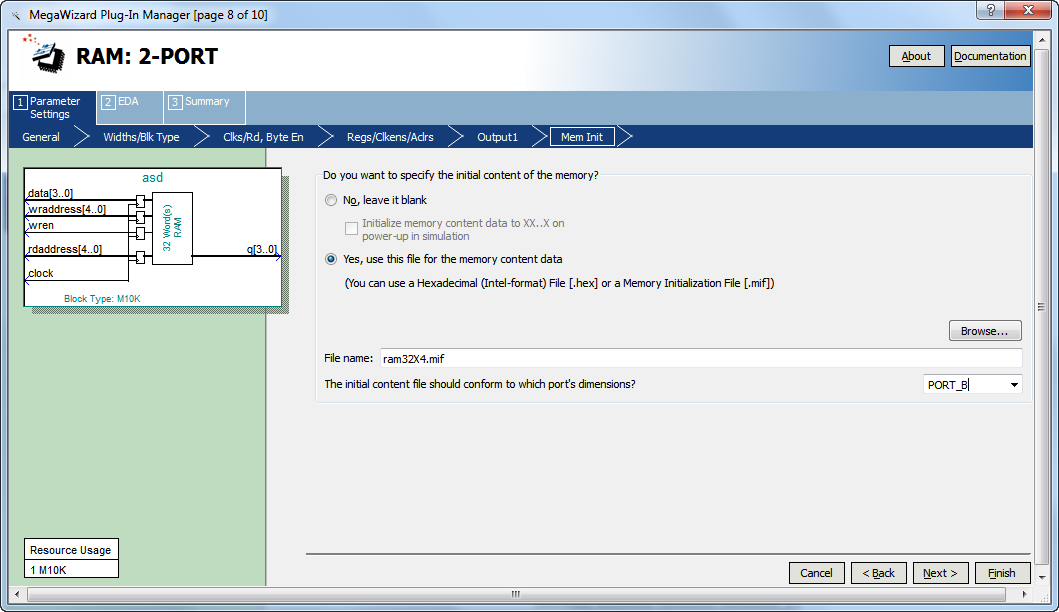 MegaWizard Plug-In Manager [page 8 of 10]
RAM: 2-PORT
About
Documentation
1 Parameter Settings
2 EDA
3 Summary
General
Widths/Blk Type
Clks/Rd, Byte En
Regs/Clkens/Aclrs
Output1
Mem Init
asd
data[3..0]
wraddress[4..0]
wren
rdaddress[4..0]
clock
32 Word(s)
RAM
q[3..0]
Block Type: M10K
Do you want to specify the initial content of the memory?
No, leave it blank
Initialize memory content data to XX..X on
power-up in simulation
Yes, use this file for the memory content data
(You can use a Hexadecimal (Intel-format) File [.hex] or a Memory Initialization File [.mif])
Browse...
File name: ram32X4.mif
The initial content file should conform to which port's dimensions? PORT_B
Resource Usage
1 M10K
Cancel
< Back
Next >
Finish